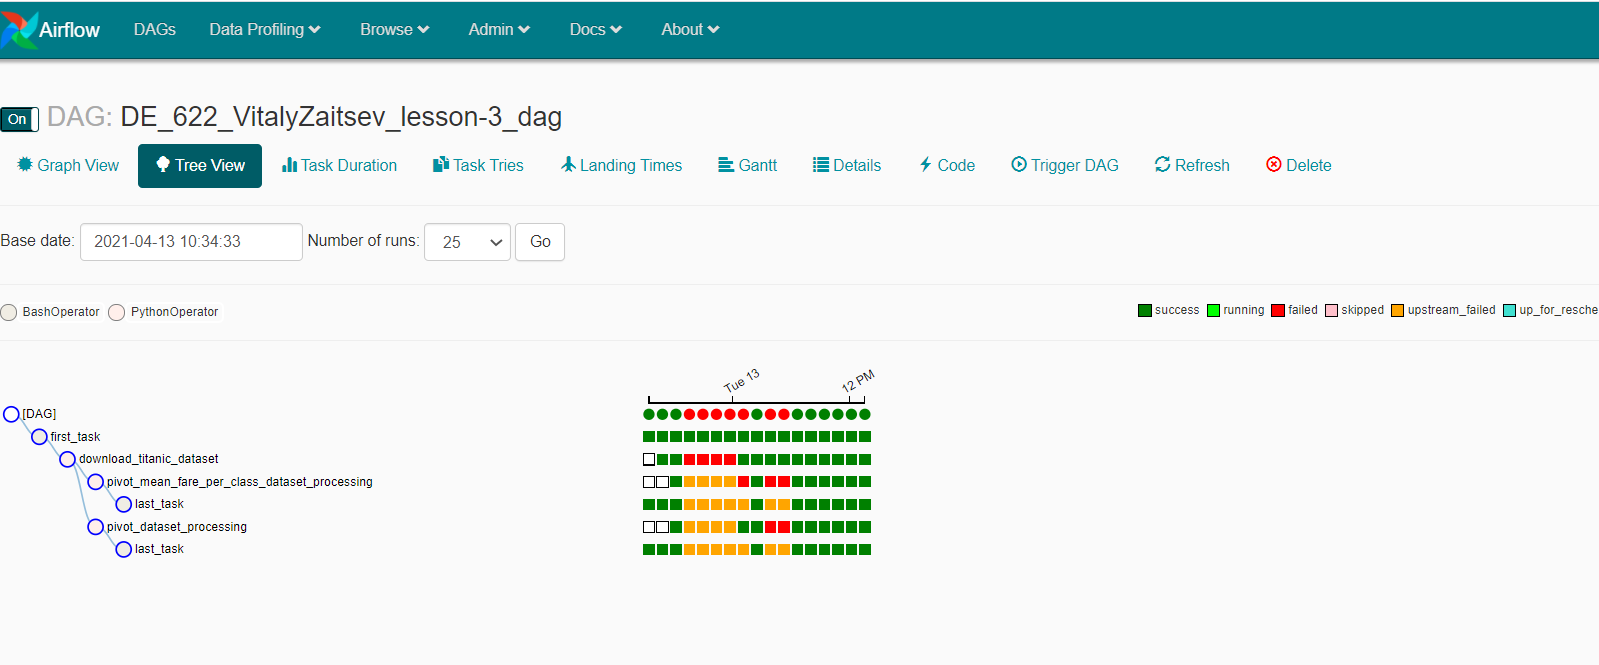 Airflow DAGs Data Profiling Browse Admin Docs About
On DAG: DE_622_VitalyZaitsev_lesson-3_dag
Graph View Tree View Task Duration Task Tries Landing Times Gantt Details Code Trigger DAG Refresh Delete
Base date: 2021-04-13 10:34:33 Number of runs: 25 Go
BashOperator PythonOperator success running failed skipped upstream_failed up_for_resche
Tue 13 12 PM
[DAG]
first_task
download_titanic_dataset
pivot_mean_fare_per_class_dataset_processing
last_task
pivot_dataset_processing
last_task